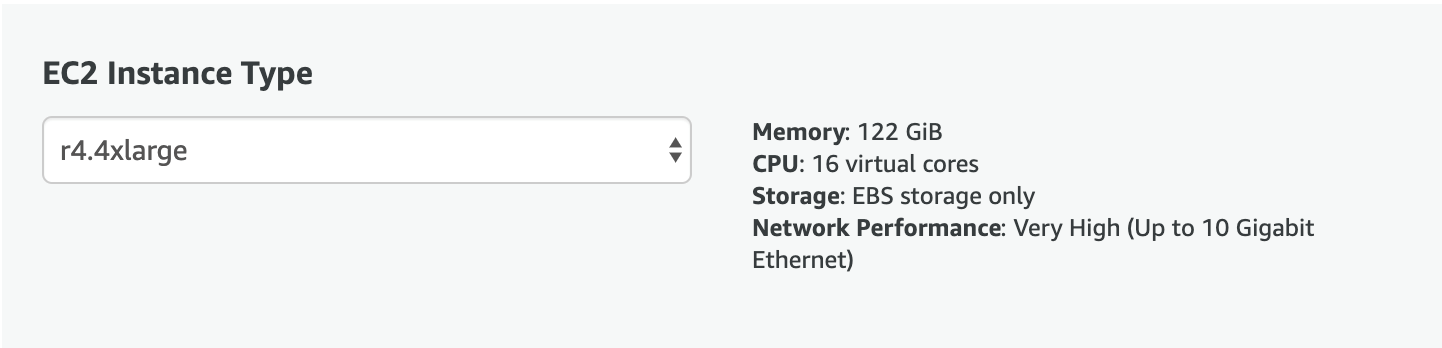 EC2 Instance Type
r4.4xlarge
Memory: 122 GiB
CPU: 16 virtual cores
Storage: EBS storage only
Network Performance: Very High (Up to 10 Gigabit
Ethernet)